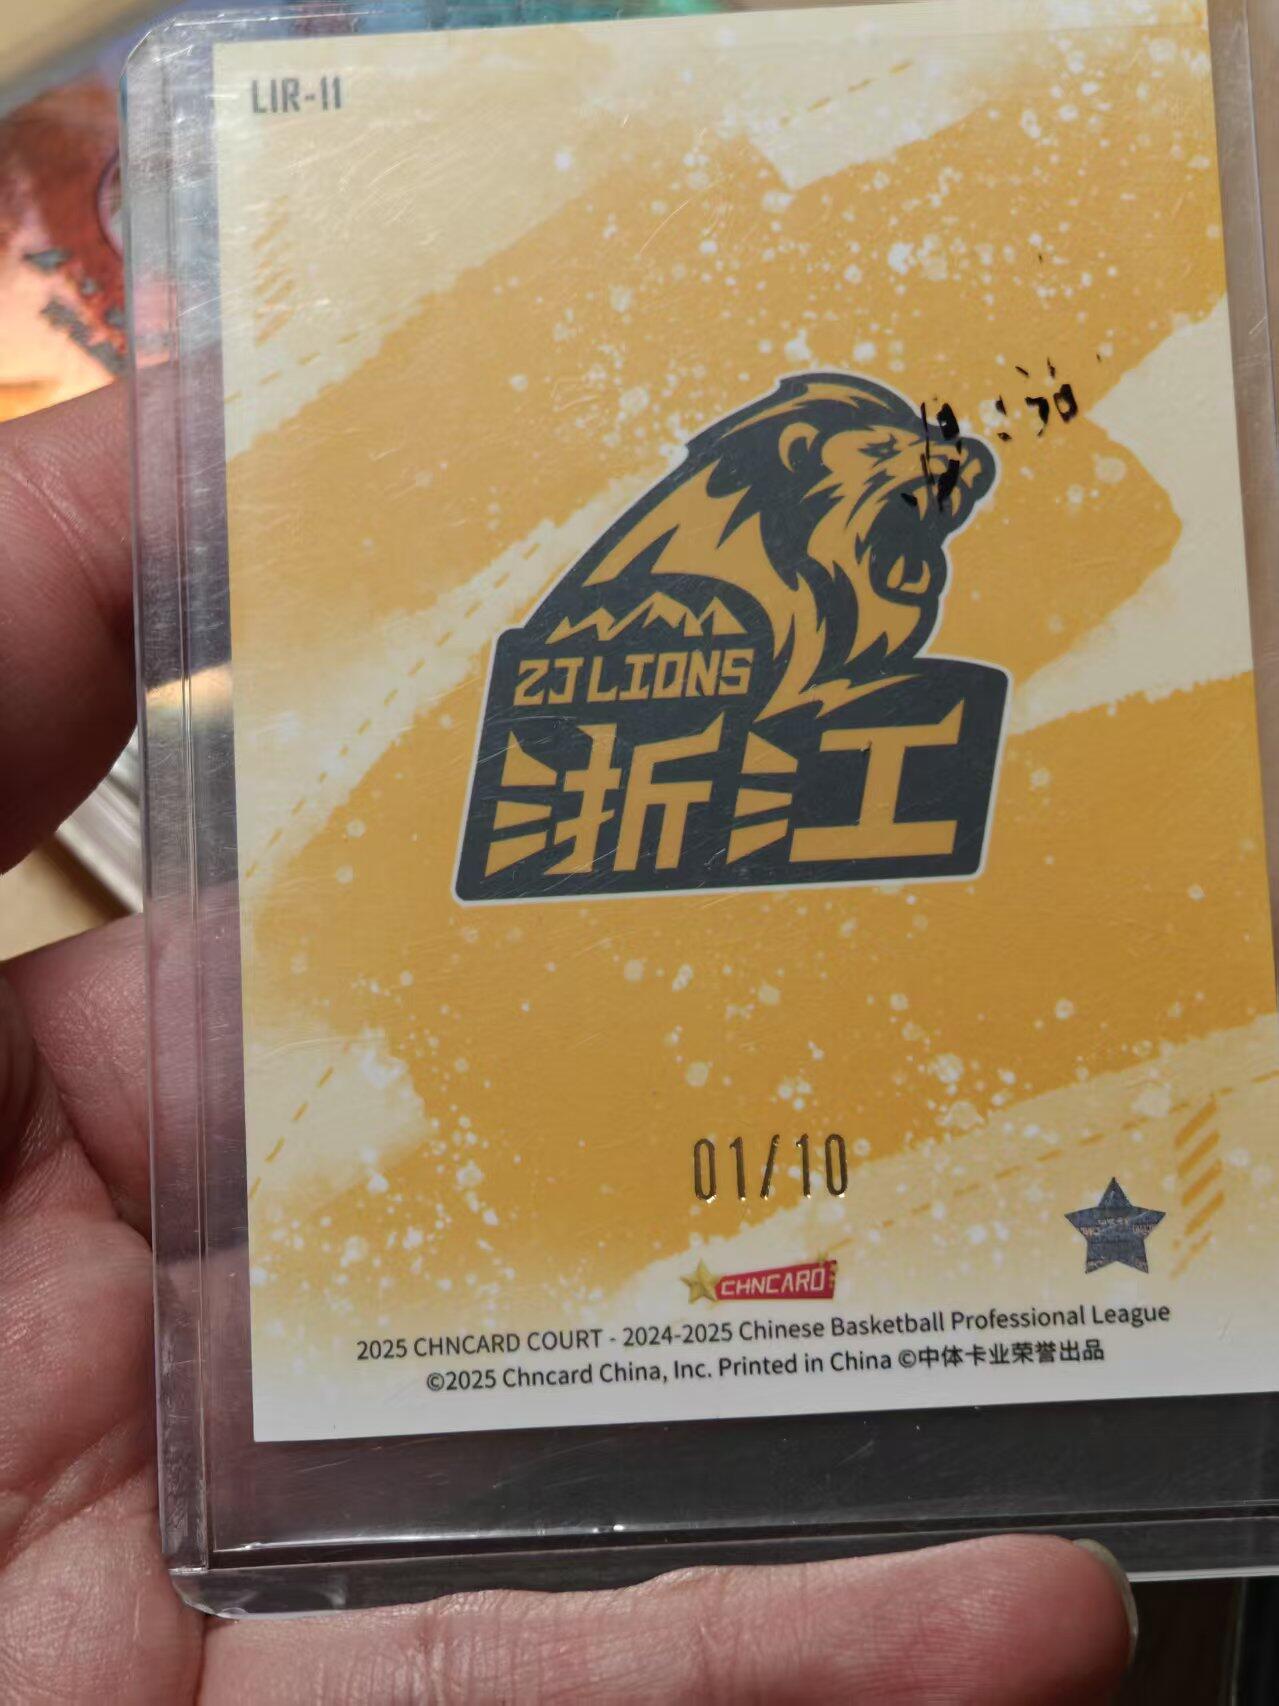 LIR-11
ZJ LIONS
浙江
01/10
CHNCARD
2025 CHNCARD COURT - 2024-2025 Chinese Basketball Professional League
©2025 Chncard China, Inc. Printed in China ©中体卡业荣誉出品